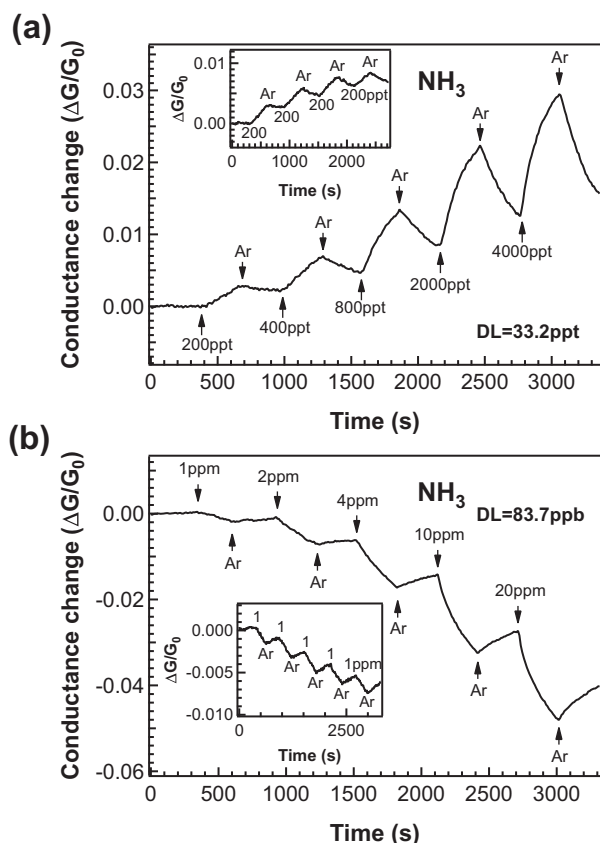 (a)
NH₃
Conductance change (ΔG/G₀)
0.03
0.02
0.01
0.00
Ar
Ar
Ar
Ar
Ar
200ppt
400ppt
800ppt
2000ppt
4000ppt
DL=33.2ppt
0 500 1000 1500 2000 2500 3000
Time (s)
ΔG/G₀
0.01
0.00
Ar
Ar
Ar
Ar
200
200
200
200ppt
0 1000 2000
Time (s)
(b)
NH₃
DL=83.7ppb
Conductance change (ΔG/G₀)
0.00
-0.02
-0.04
-0.06
1ppm
2ppm
4ppm
10ppm
20ppm
Ar
Ar
Ar
Ar
Ar
0 500 1000 1500 2000 2500 3000
Time (s)
ΔG/G₀
0.000
-0.005
-0.010
1
1
1
1
1ppm
Ar
Ar
Ar
Ar
Ar
0 2500
Time (s)